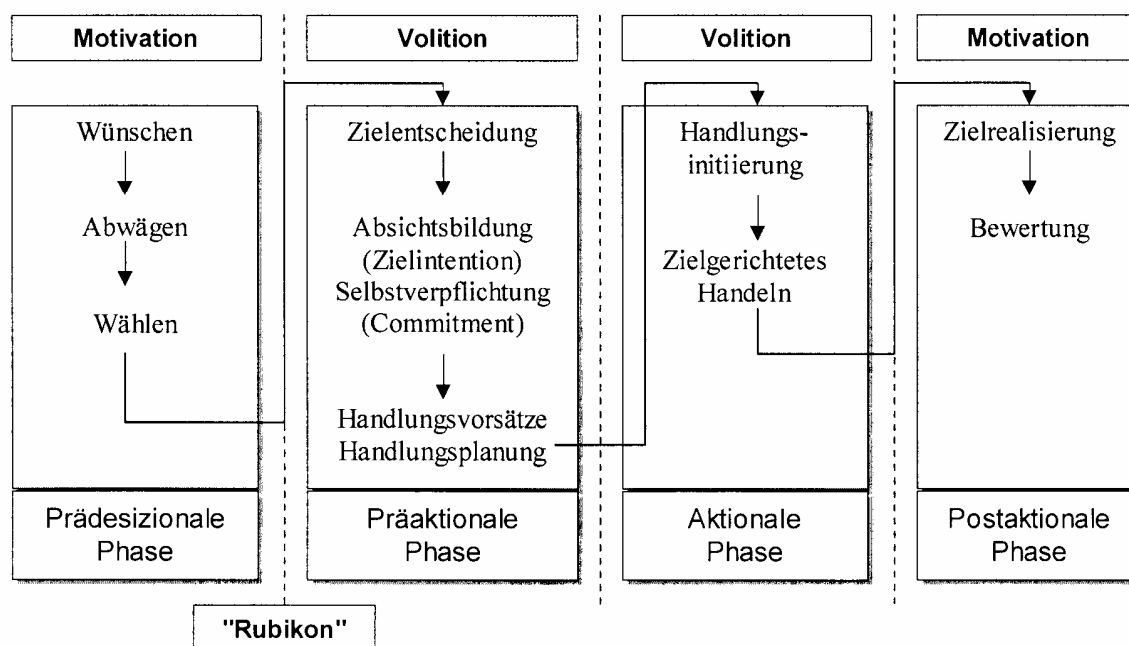 Motivation
Volition
Volition
Motivation
Wünschen
Abwägen
Wählen
Zielentscheidung
Absichtsbildung
(Zielintention)
Selbstverpflichtung
(Commitment)
Handlungsvorsätze
Handlungsplanung
Handlungs-
initiierung
Zielgerichtetes
Handeln
Zielrealisierung
Bewertung
Prädesizionale
Phase
Präaktionale
Phase
Aktionale
Phase
Postaktionale
Phase
"Rubikon"